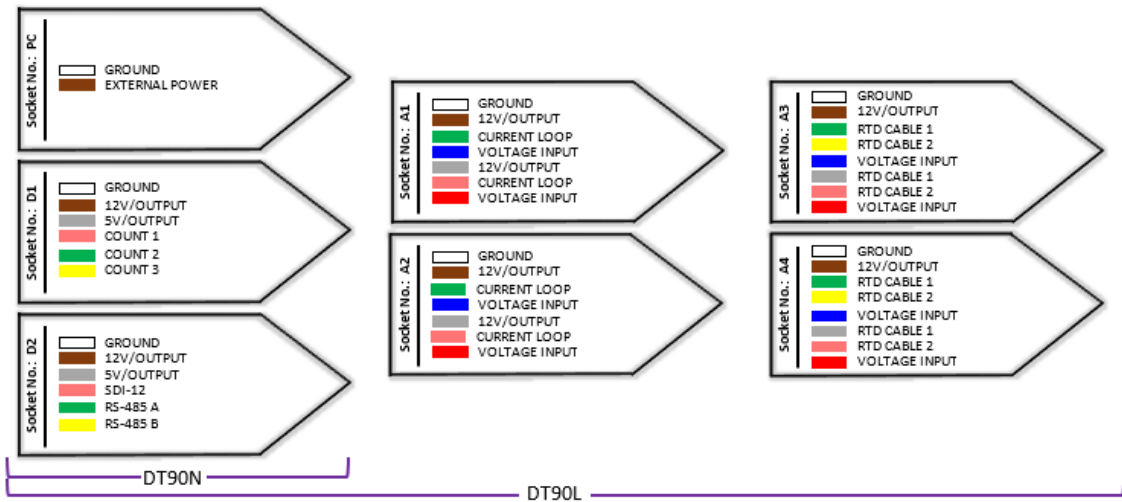 Socket No.: PC
GROUND
EXTERNAL POWER
Socket No.: D1
GROUND
12V/OUTPUT
5V/OUTPUT
COUNT 1
COUNT 2
COUNT 3
Socket No.: D2
GROUND
12V/OUTPUT
5V/OUTPUT
SDI-12
RS-485 A
RS-485 B
Socket No.: A1
GROUND
12V/OUTPUT
CURRENT LOOP
VOLTAGE INPUT
12V/OUTPUT
CURRENT LOOP
VOLTAGE INPUT
Socket No.: A2
GROUND
12V/OUTPUT
CURRENT LOOP
VOLTAGE INPUT
12V/OUTPUT
CURRENT LOOP
VOLTAGE INPUT
Socket No.: A3
GROUND
12V/OUTPUT
RTD CABLE 1
RTD CABLE 2
VOLTAGE INPUT
RTD CABLE 1
RTD CABLE 2
VOLTAGE INPUT
Socket No.: A4
GROUND
12V/OUTPUT
RTD CABLE 1
RTD CABLE 2
VOLTAGE INPUT
RTD CABLE 1
RTD CABLE 2
VOLTAGE INPUT
DT90N
DT90L